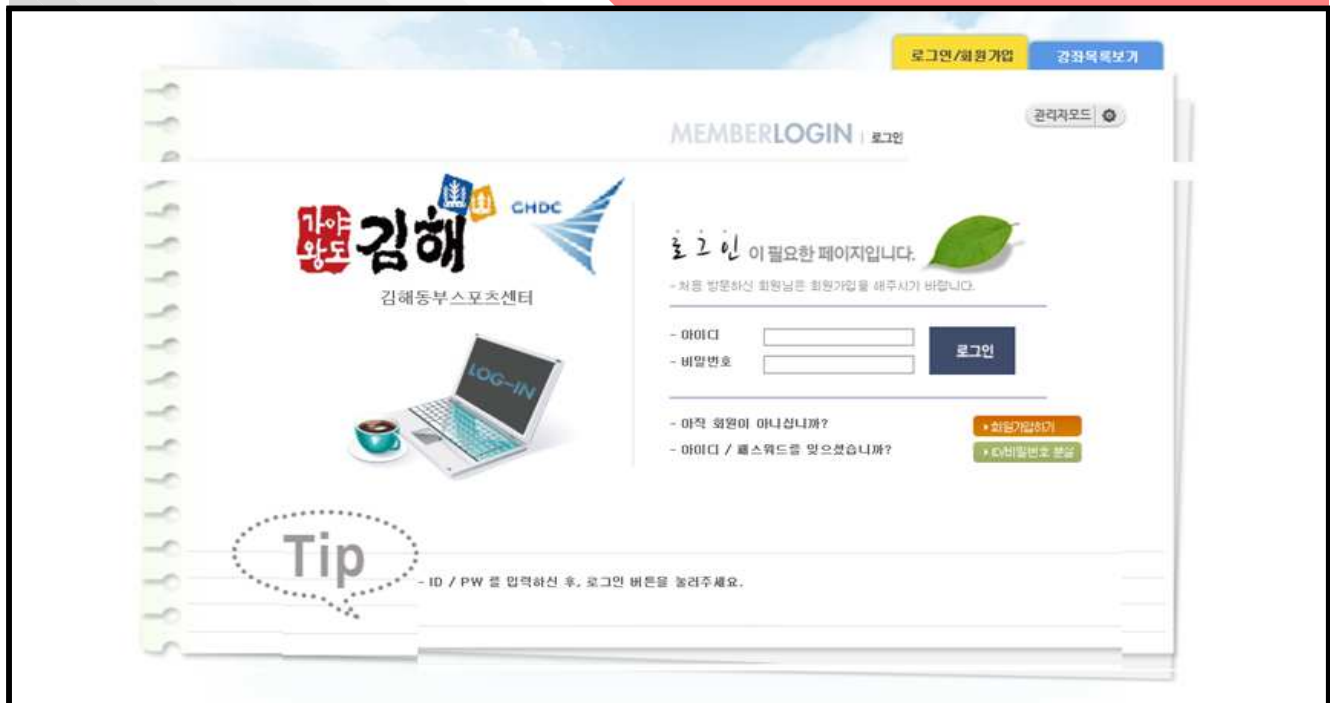 로그인/회원가입
강좌목록보기
관리자모드
MEMBERLOGIN | 로그인
가야
왕도
김해
GHDC
김해동부스포츠센터
로그인 이 필요한 페이지입니다.
- 처음 방문하신 회원님은 회원가입을 해주시기 바랍니다.
- 아이디
- 비밀번호
로그인
LOG-IN
- 아직 회원이 아니십니까?
회원가입하기
- 아이디 / 패스워드를 잊으셨습니까?
ID/비밀번호 분실
Tip
- ID / PW 를 입력하신 후, 로그인 버튼을 눌러주세요.